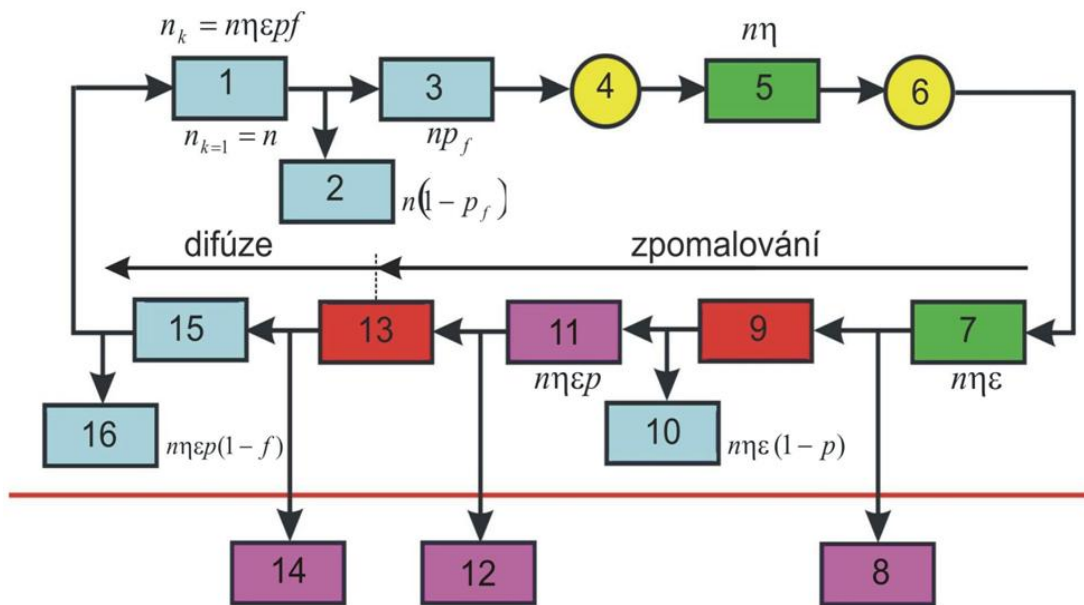 n_k = nηεpf
nη
1
3
4
5
6
n_{k=1} = n
np_f
2
n(1 − p_f)
difúze
zpomalování
15
13
11
9
7
nηεp
nηε
16
nηεp(1 − f)
10
nηε(1 − p)
14
12
8